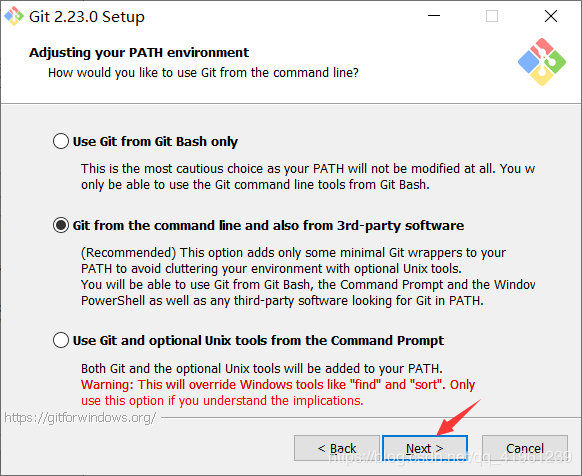 Git 2.23.0 Setup
Adjusting your PATH environment
How would you like to use Git from the command line?
Use Git from Git Bash only
This is the most cautious choice as your PATH will not be modified at all. You w
only be able to use the Git command line tools from Git Bash.
Git from the command line and also from 3rd-party software
(Recommended) This option adds only some minimal Git wrappers to your
PATH to avoid cluttering your environment with optional Unix tools.
You will be able to use Git from Git Bash, the Command Prompt and the Window
PowerShell as well as any third-party software looking for Git in PATH.
Use Git and optional Unix tools from the Command Prompt
Both Git and the optional Unix tools will be added to your PATH.
Warning: This will override Windows tools like "find" and "sort". Only
use this option if you understand the implications.
https://gitforwindows.org/
< Back
Next >
Cancel